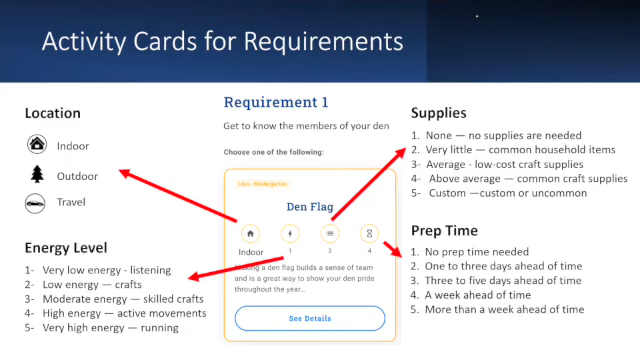 Activity Cards for Requirements
Location
Indoor
Outdoor
Travel
Energy Level
1- Very low energy - listening
2- Low energy — crafts
3- Moderate energy — skilled crafts
4- High energy — active movements
5- Very high energy — running
Requirement 1
Get to know the members of your den
Choose one of the following:
Lion - Kindergarten
Den Flag
Indoor 1 3 4
Making a den flag builds a sense of team
and is a great way to show your den pride
throughout the year...
See Details
Supplies
1. None — no supplies are needed
2. Very little — common household items
3- Average - low-cost craft supplies
4- Above average — common craft supplies
5- Custom —custom or uncommon
Prep Time
1. No prep time needed
2. One to three days ahead of time
3. Three to five days ahead of time
4. A week ahead of time
5. More than a week ahead of time